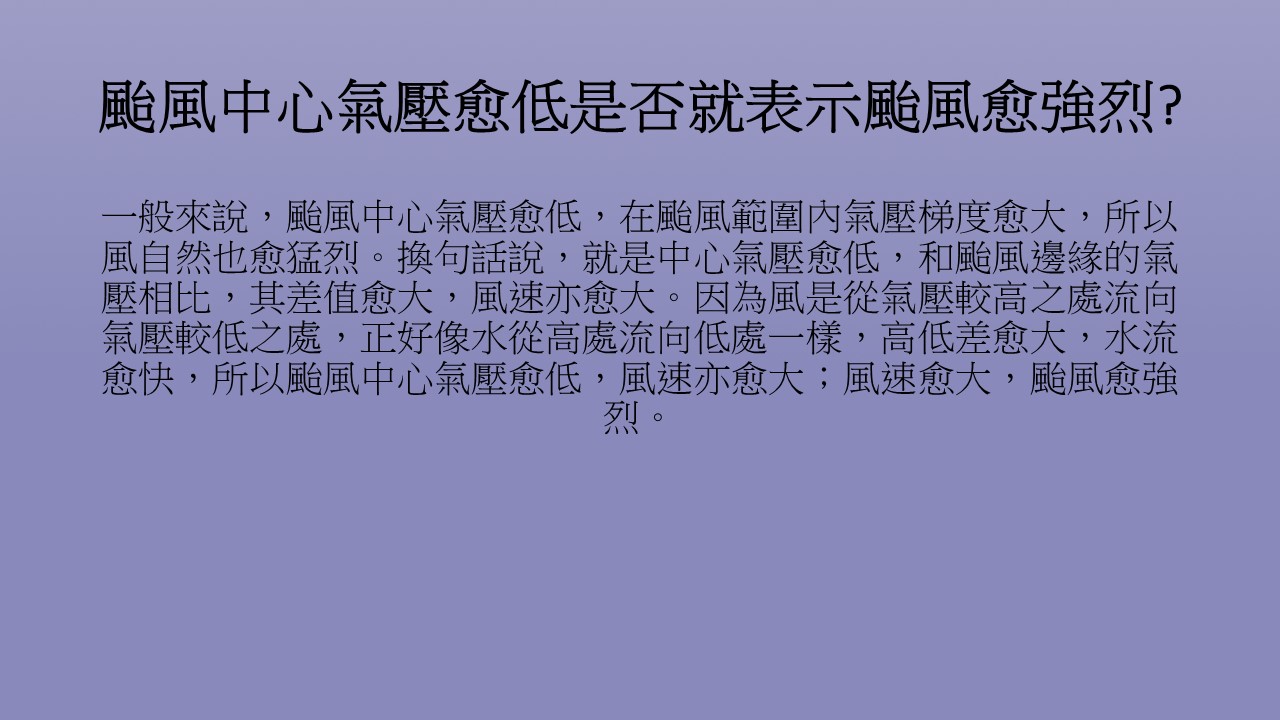 颱風中心氣壓愈低是否就表示颱風愈強烈?
一般來說，颱風中心氣壓愈低，在颱風範圍內氣壓梯度愈大，所以
風自然也愈猛烈。換句話說，就是中心氣壓愈低，和颱風邊緣的氣
壓相比，其差值愈大，風速亦愈大。因為風是從氣壓較高之處流向
氣壓較低之處，正好像水從高處流向低處一樣，高低差愈大，水流
愈快，所以颱風中心氣壓愈低，風速亦愈大；風速愈大，颱風愈強
烈。